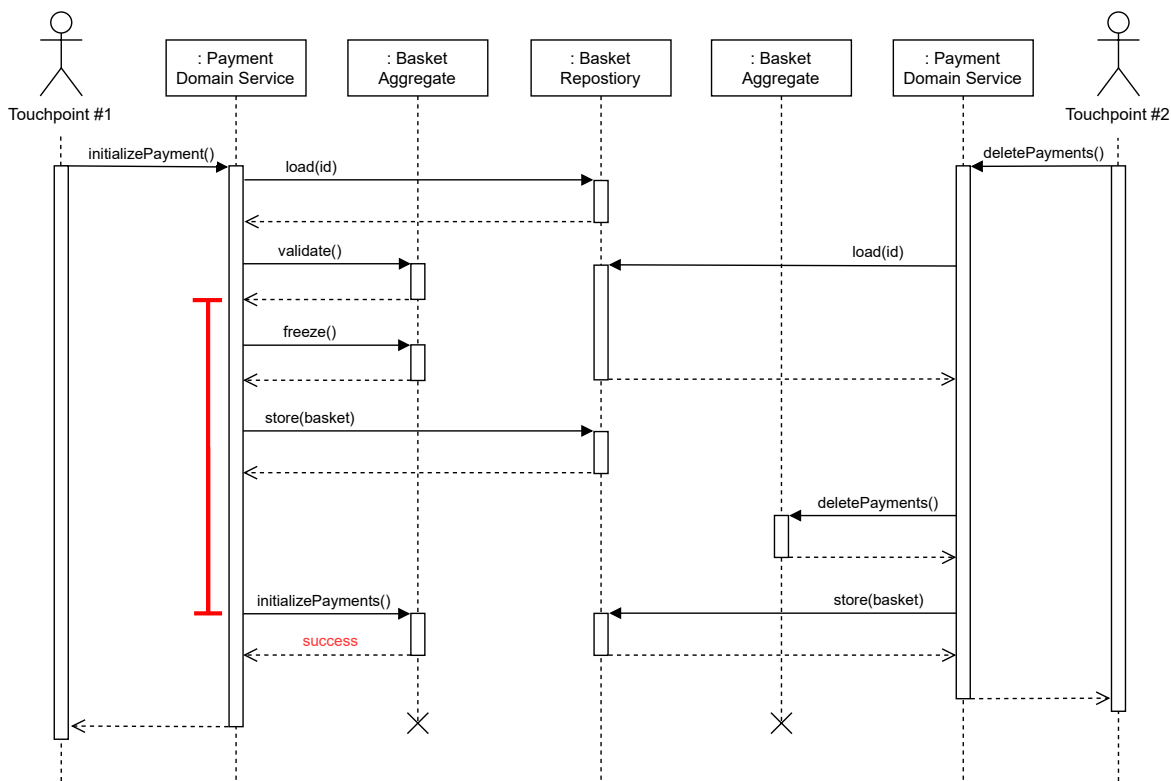 : Payment
Domain Service
: Basket
Aggregate
: Basket
Repostiory
: Basket
Aggregate
: Payment
Domain Service
Touchpoint #1
Touchpoint #2
initializePayment()
deletePayments()
load(id)
validate()
load(id)
freeze()
store(basket)
deletePayments()
initializePayments()
store(basket)
success